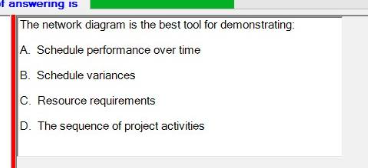 of answering is
The network diagram is the best tool for demonstrating:
A. Schedule performance over time
B. Schedule variances
C. Resource requirements
D. The sequence of project activities